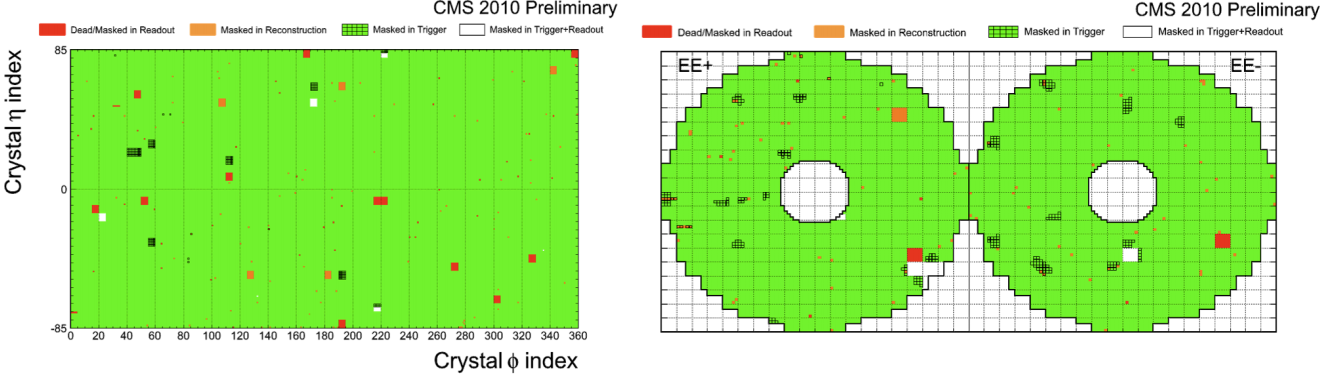 CMS 2010 Preliminary
Dead/Masked in Readout Masked in Reconstruction Masked in Trigger Masked in Trigger+Readout
85
0
-85
Crystal η index
0 20 40 60 80 100 120 140 160 180 200 220 240 260 280 300 320 340 360
Crystal ϕ index
CMS 2010 Preliminary
Dead/Masked in Readout Masked in Reconstruction Masked in Trigger Masked in Trigger+Readout
EE+ EE-